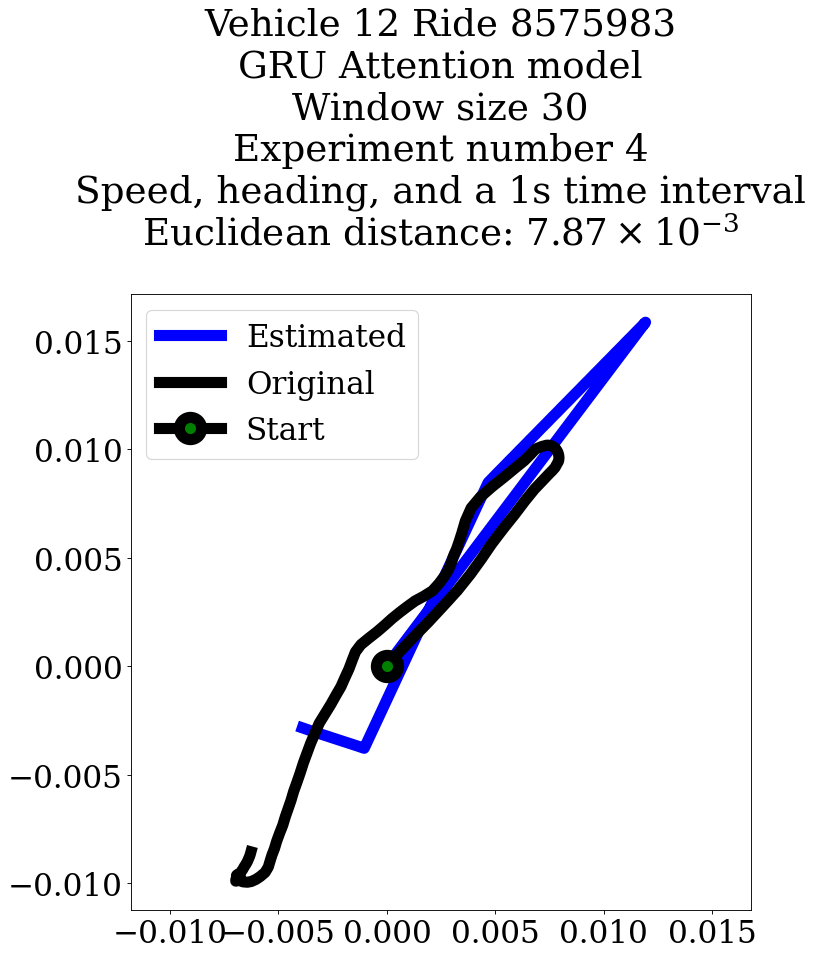 Vehicle 12 Ride 8575983
GRU Attention model
Window size 30
Experiment number 4
Speed, heading, and a 1s time interval
Euclidean distance: 7.87 × 10⁻³
Estimated
Original
Start
0.015
0.010
0.005
0.000
−0.005
−0.010
−0.010 −0.005 0.000 0.005 0.010 0.015